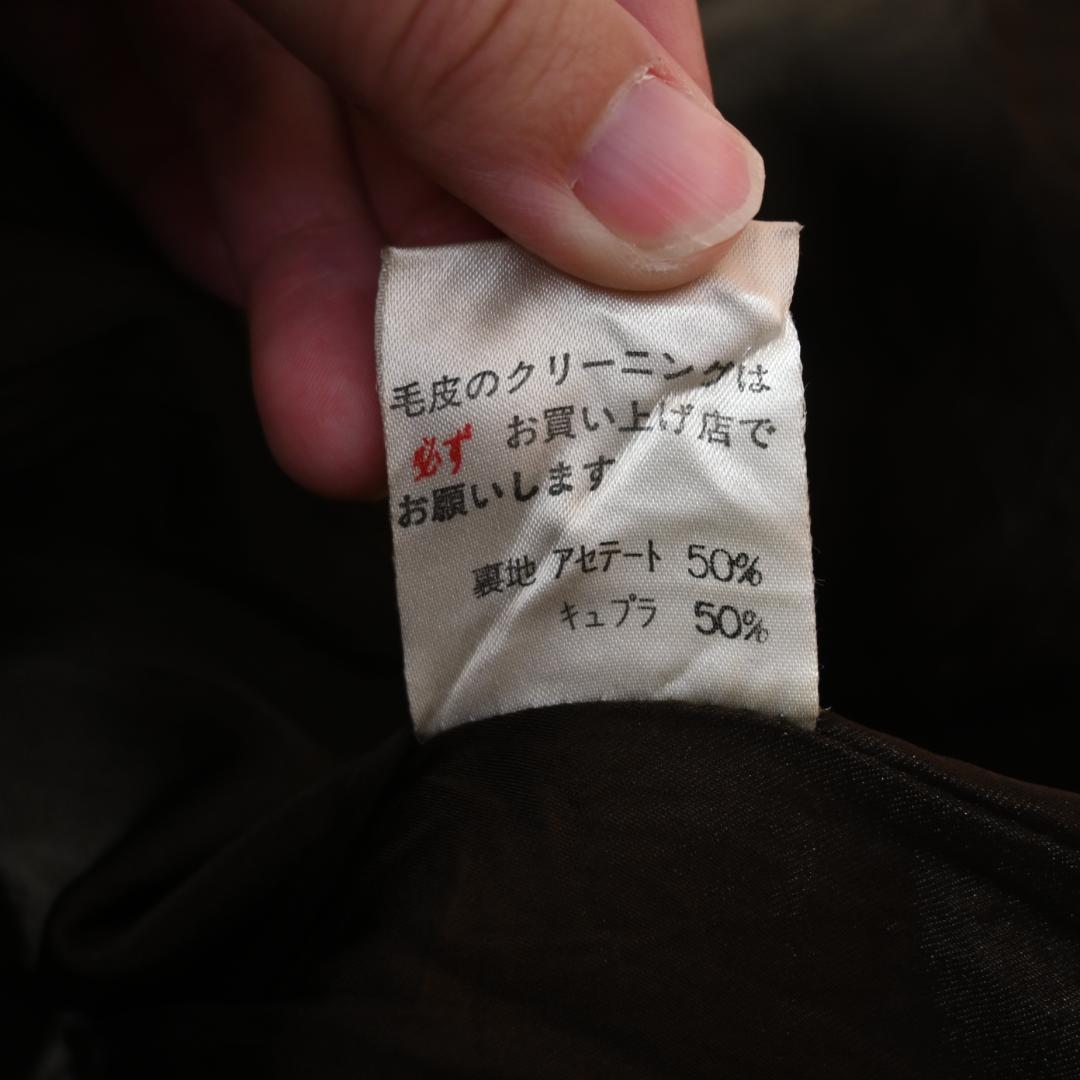 毛皮のクリーニングは
必ず お買い上げ店で
お願いします
裏地 アセテート 50%
キュプラ 50%